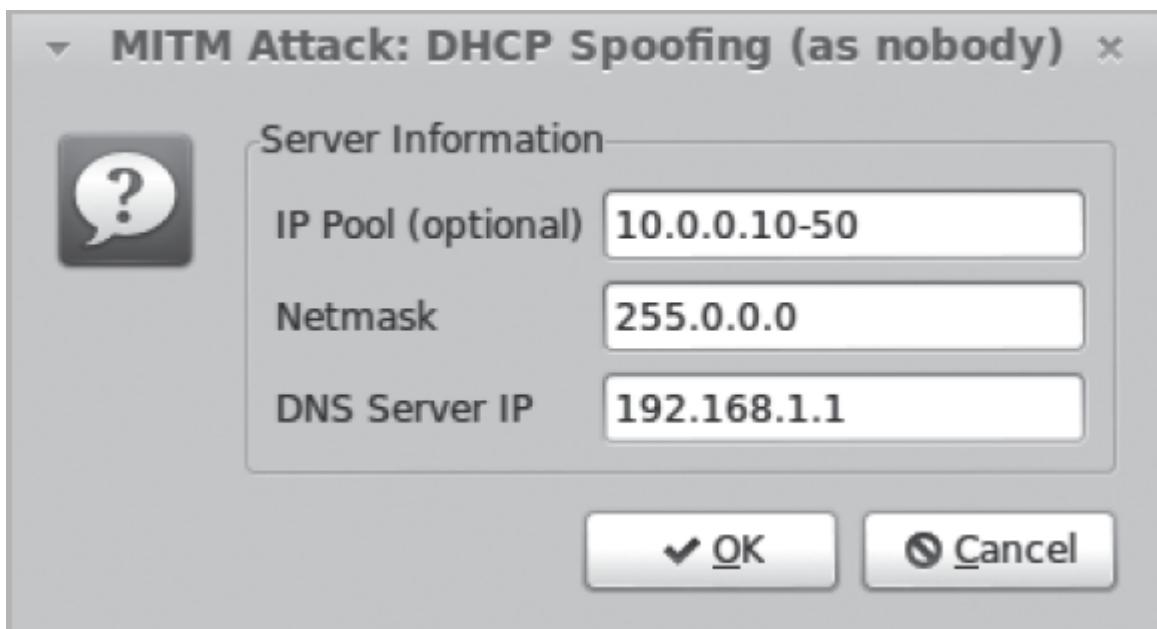 MITM Attack: DHCP Spoofing (as nobody)
Server Information
IP Pool (optional) 10.0.0.10-50
Netmask 255.0.0.0
DNS Server IP 192.168.1.1
OK Cancel